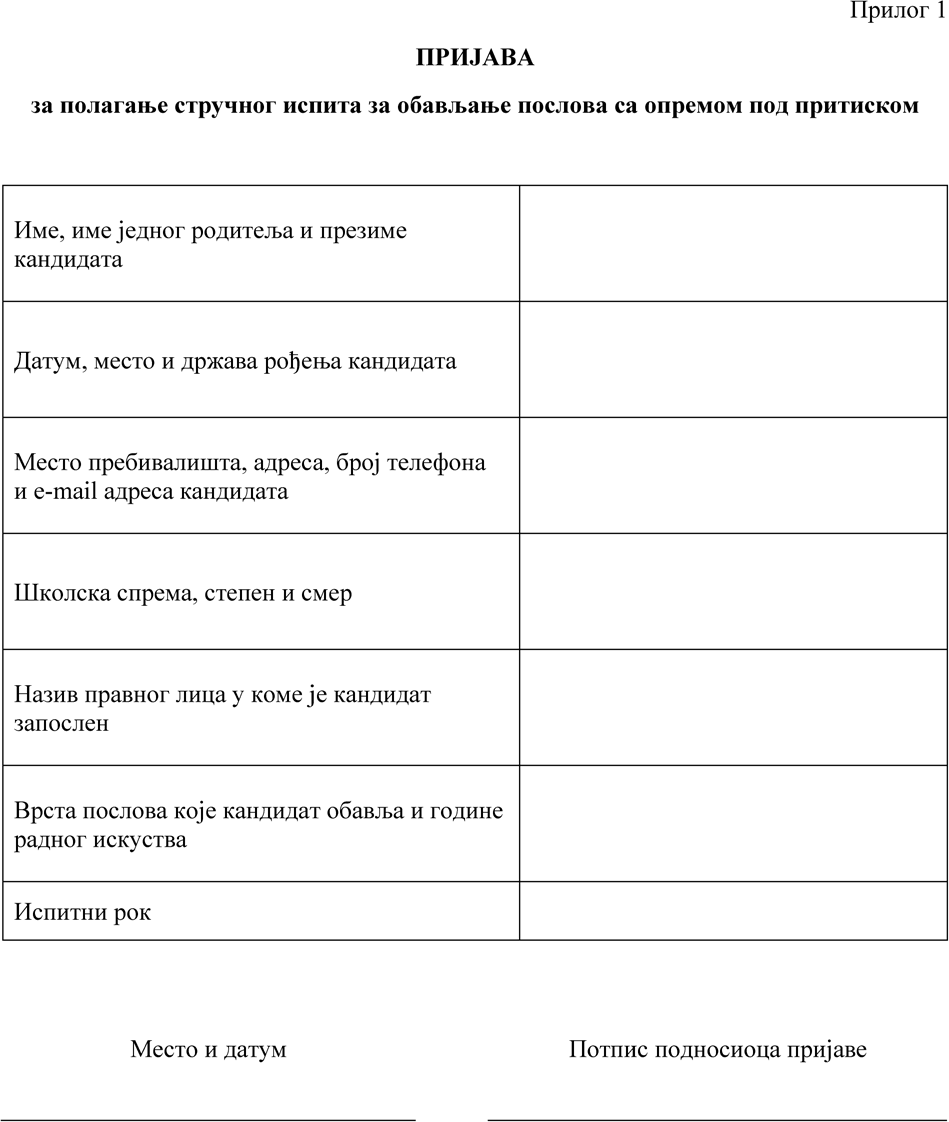 Прилог 1
ПРИЈАВА
за полагање стручног испита за обављање послова са опремом под притиском
Име, име једног родитеља и презиме
кандидата
Датум, место и држава рођења кандидата
Место пребивалишта, адреса, број телефона
и e-mail адреса кандидата
Школска спрема, степен и смер
Назив правног лица у коме је кандидат
запослен
Врста послова које кандидат обавља и године
радног искуства
Испитни рок
Место и датум
Потпис подносиоца пријаве